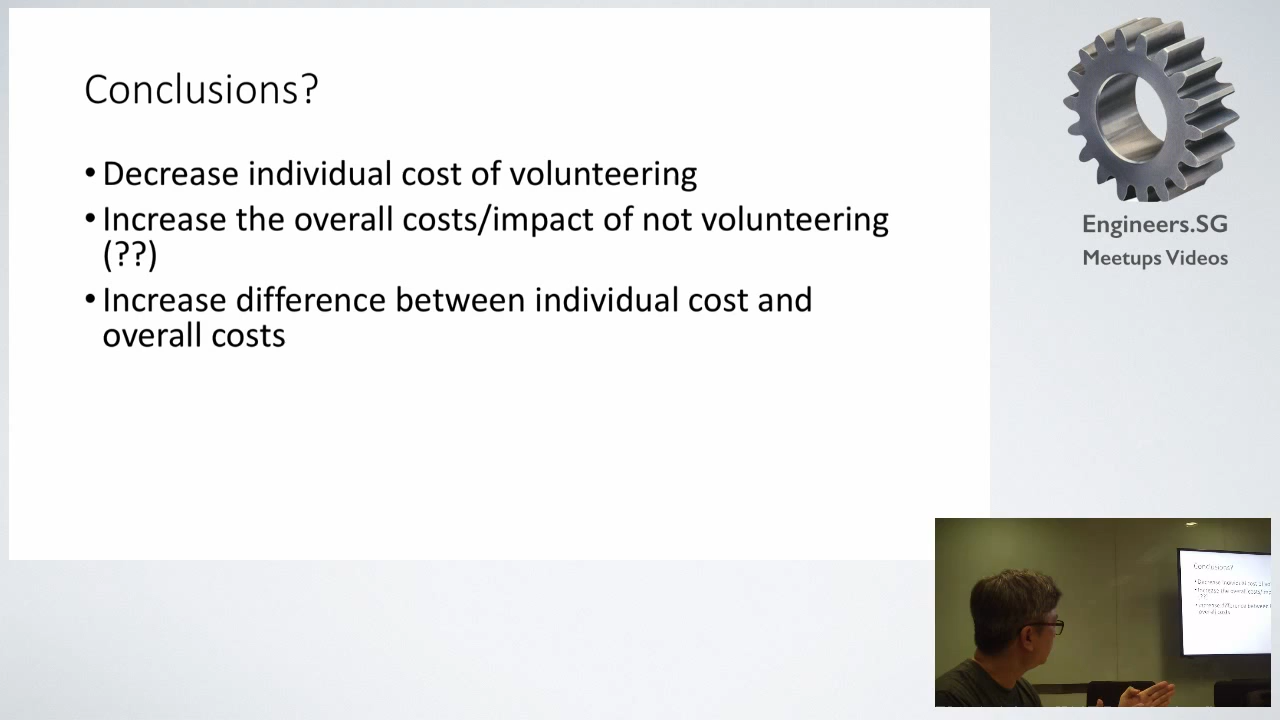 Conclusions?
• Decrease individual cost of volunteering
• Increase the overall costs/impact of not volunteering
(??)
• Increase difference between individual cost and
overall costs
Engineers.SG
Meetups Videos
Conclusions?